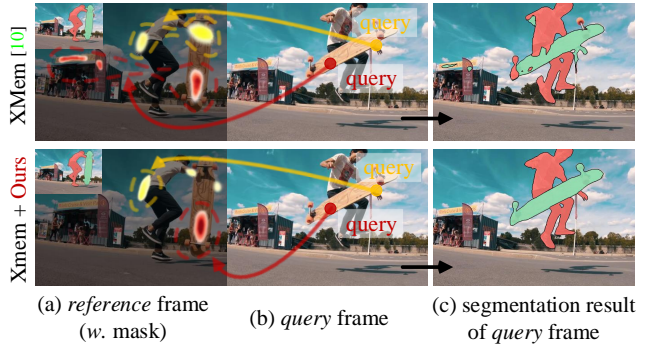 XMem [10]
query
query
Xmem + Ours
query
query
(a) reference frame
(w. mask)
(b) query frame
(c) segmentation result
of query frame